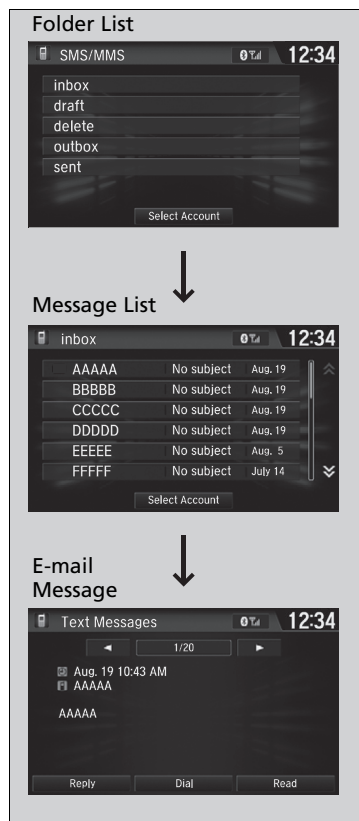 Folder List
SMS/MMS 12:34
inbox
draft
delete
outbox
sent
Select Account
Message List
inbox 12:34
AAAAA No subject Aug. 19
BBBBB No subject Aug. 19
CCCCC No subject Aug. 19
DDDDD No subject Aug. 19
EEEEE No subject Aug. 5
FFFFF No subject July 14
Select Account
E-mail
Message
Text Messages 12:34
1/20
Aug. 19 10:43 AM
AAAAA
AAAAA
Reply Dial Read